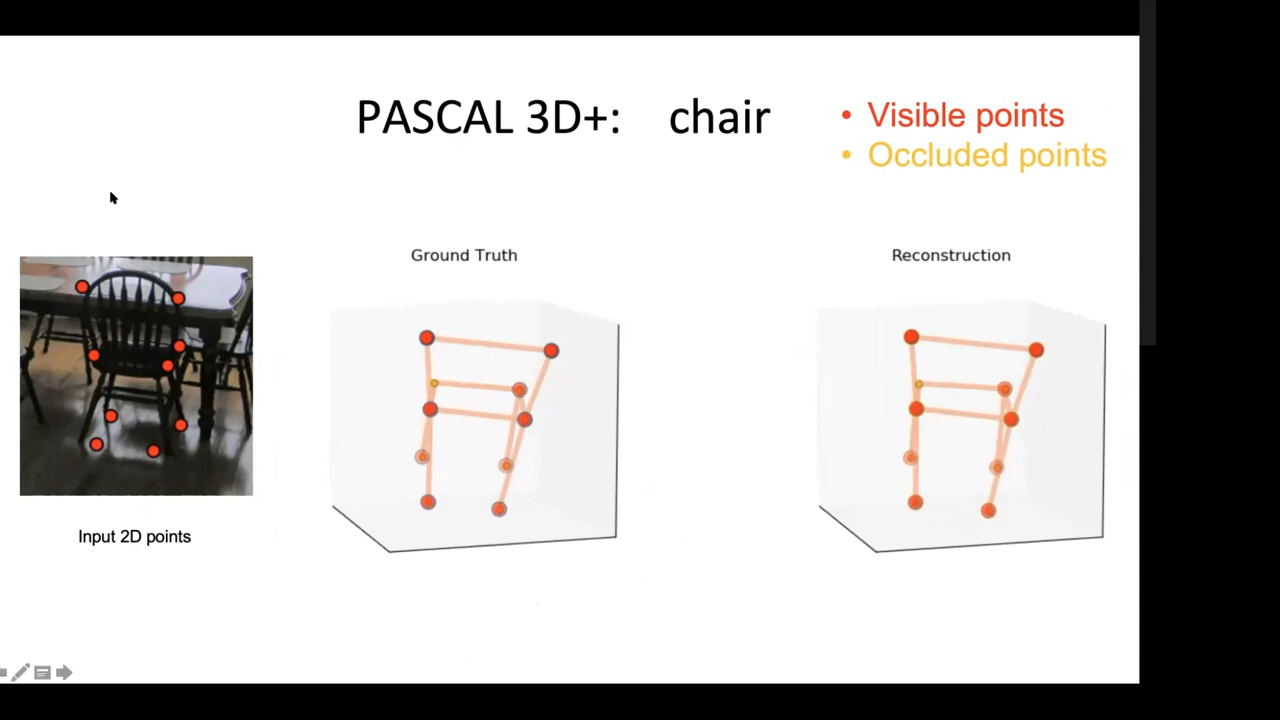 PASCAL 3D+: chair
• Visible points
• Occluded points
Ground Truth
Reconstruction
Input 2D points